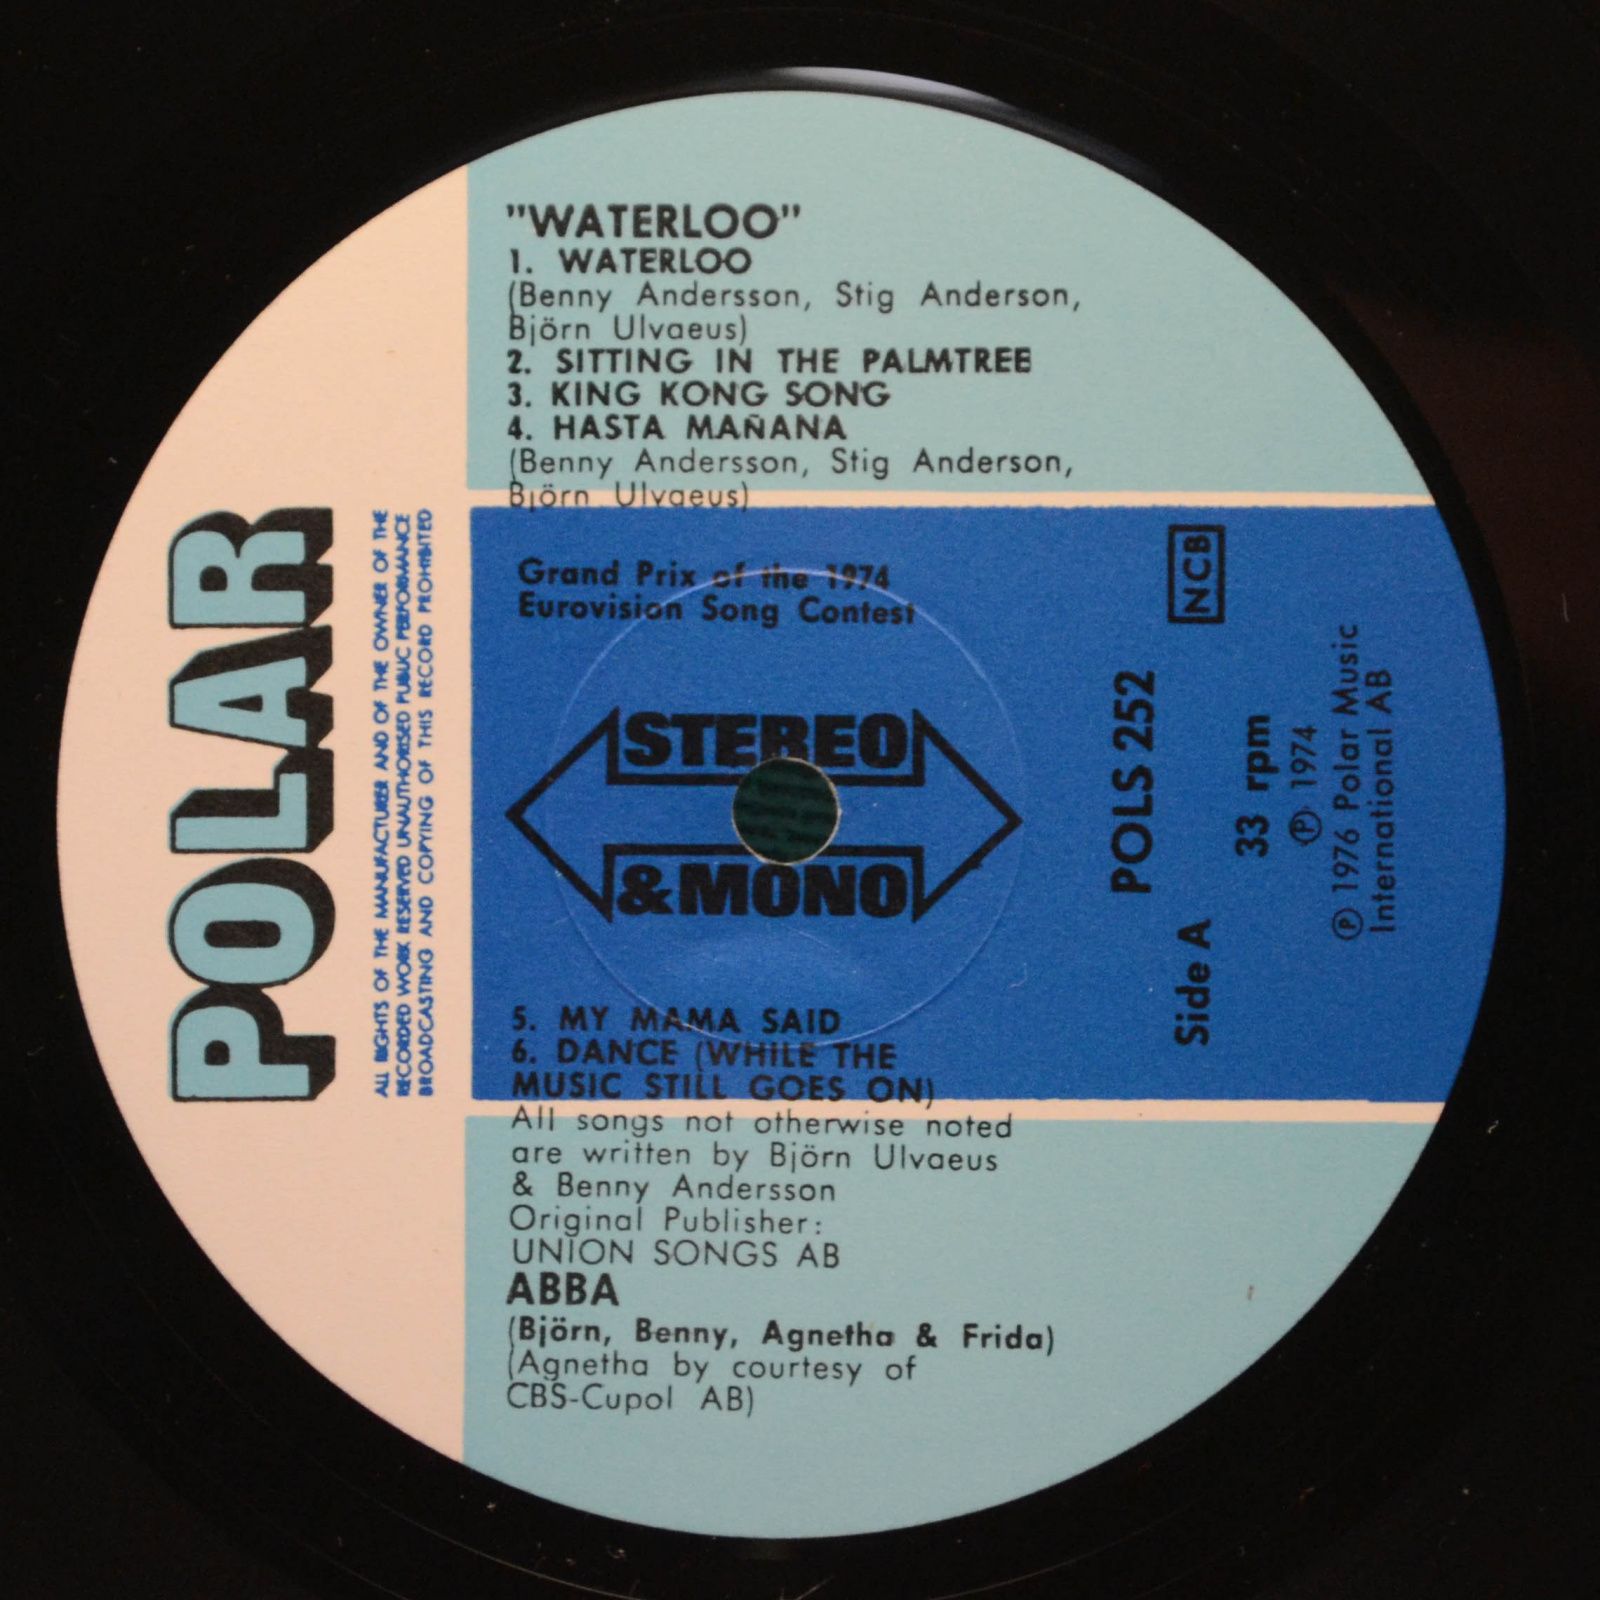 POLAR
ALL RIGHTS OF THE MANUFACTURER AND OF THE OWNER OF THE
RECORDED WORK RESERVED UNAUTHORISED PUBLIC PERFORMANCE
BROADCASTING AND COPYING OF THIS RECORD PROHIBITED
"WATERLOO"
1. WATERLOO
(Benny Andersson, Stig Anderson,
Björn Ulvaeus)
2. SITTING IN THE PALMTREE
3. KING KONG SONG
4. HASTA MAÑANA
(Benny Andersson, Stig Anderson,
Björn Ulvaeus)
Grand Prix of the 1974
Eurovision Song Contest
STEREO
&MONO
5. MY MAMA SAID
6. DANCE (WHILE THE
MUSIC STILL GOES ON)
All songs not otherwise noted
are written by Björn Ulvaeus
& Benny Andersson
Original Publisher:
UNION SONGS AB
ABBA
(Björn, Benny, Agnetha & Frida)
(Agnetha by courtesy of
CBS-Cupol AB)
NCB
POLS 252
Side A
33 rpm
Ⓟ 1974
Ⓟ 1976 Polar Music
International AB